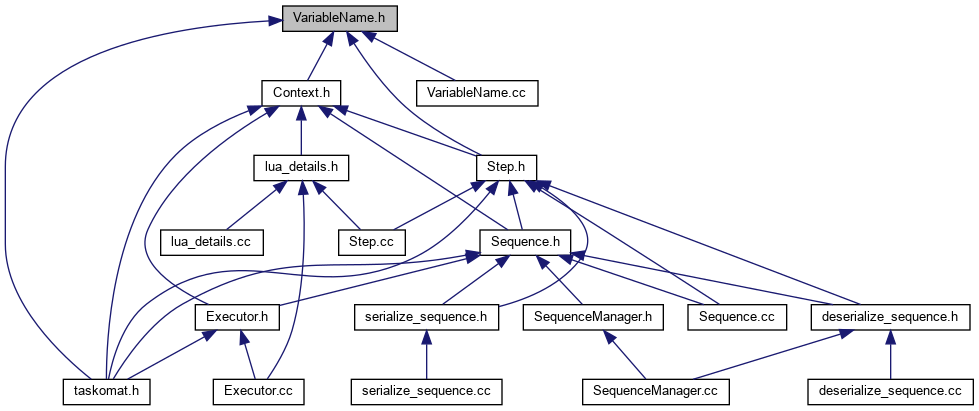 VariableName.h
Context.h
VariableName.cc
lua_details.h
Step.h
lua_details.cc
Step.cc
Sequence.h
Executor.h
serialize_sequence.h
SequenceManager.h
Sequence.cc
deserialize_sequence.h
taskomat.h
Executor.cc
serialize_sequence.cc
SequenceManager.cc
deserialize_sequence.cc